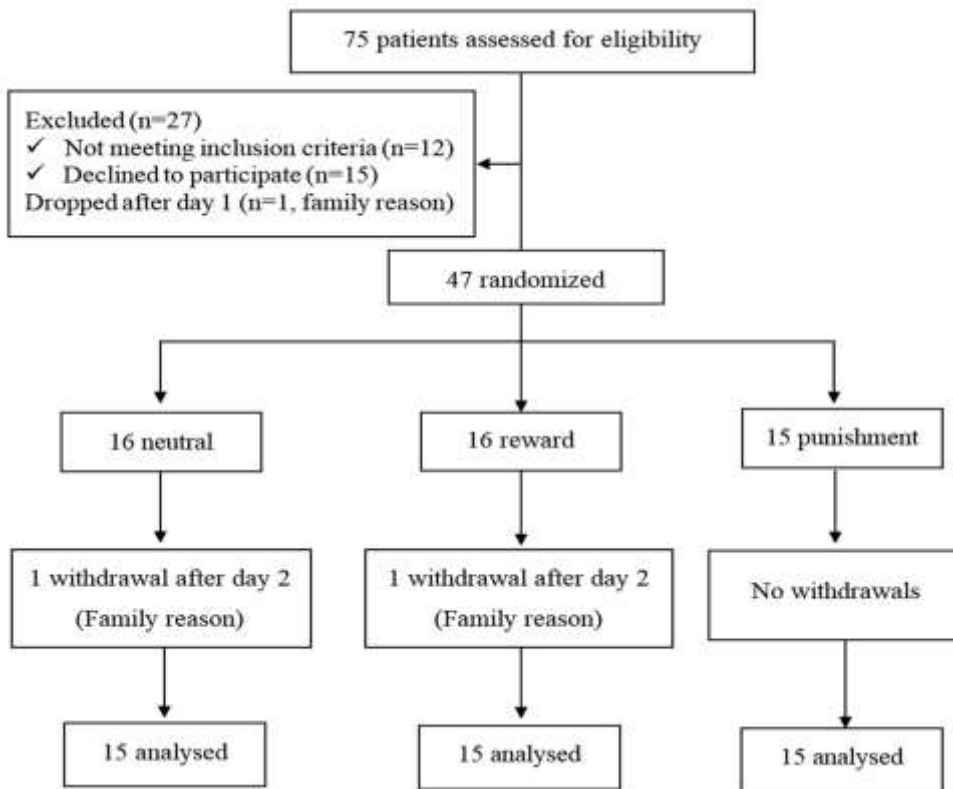 75 patients assessed for eligibility
Excluded (n=27)
✓ Not meeting inclusion criteria (n=12)
✓ Declined to participate (n=15)
Dropped after day 1 (n=1, family reason)
47 randomized
16 neutral
16 reward
15 punishment
1 withdrawal after day 2
(Family reason)
1 withdrawal after day 2
(Family reason)
No withdrawals
15 analysed
15 analysed
15 analysed